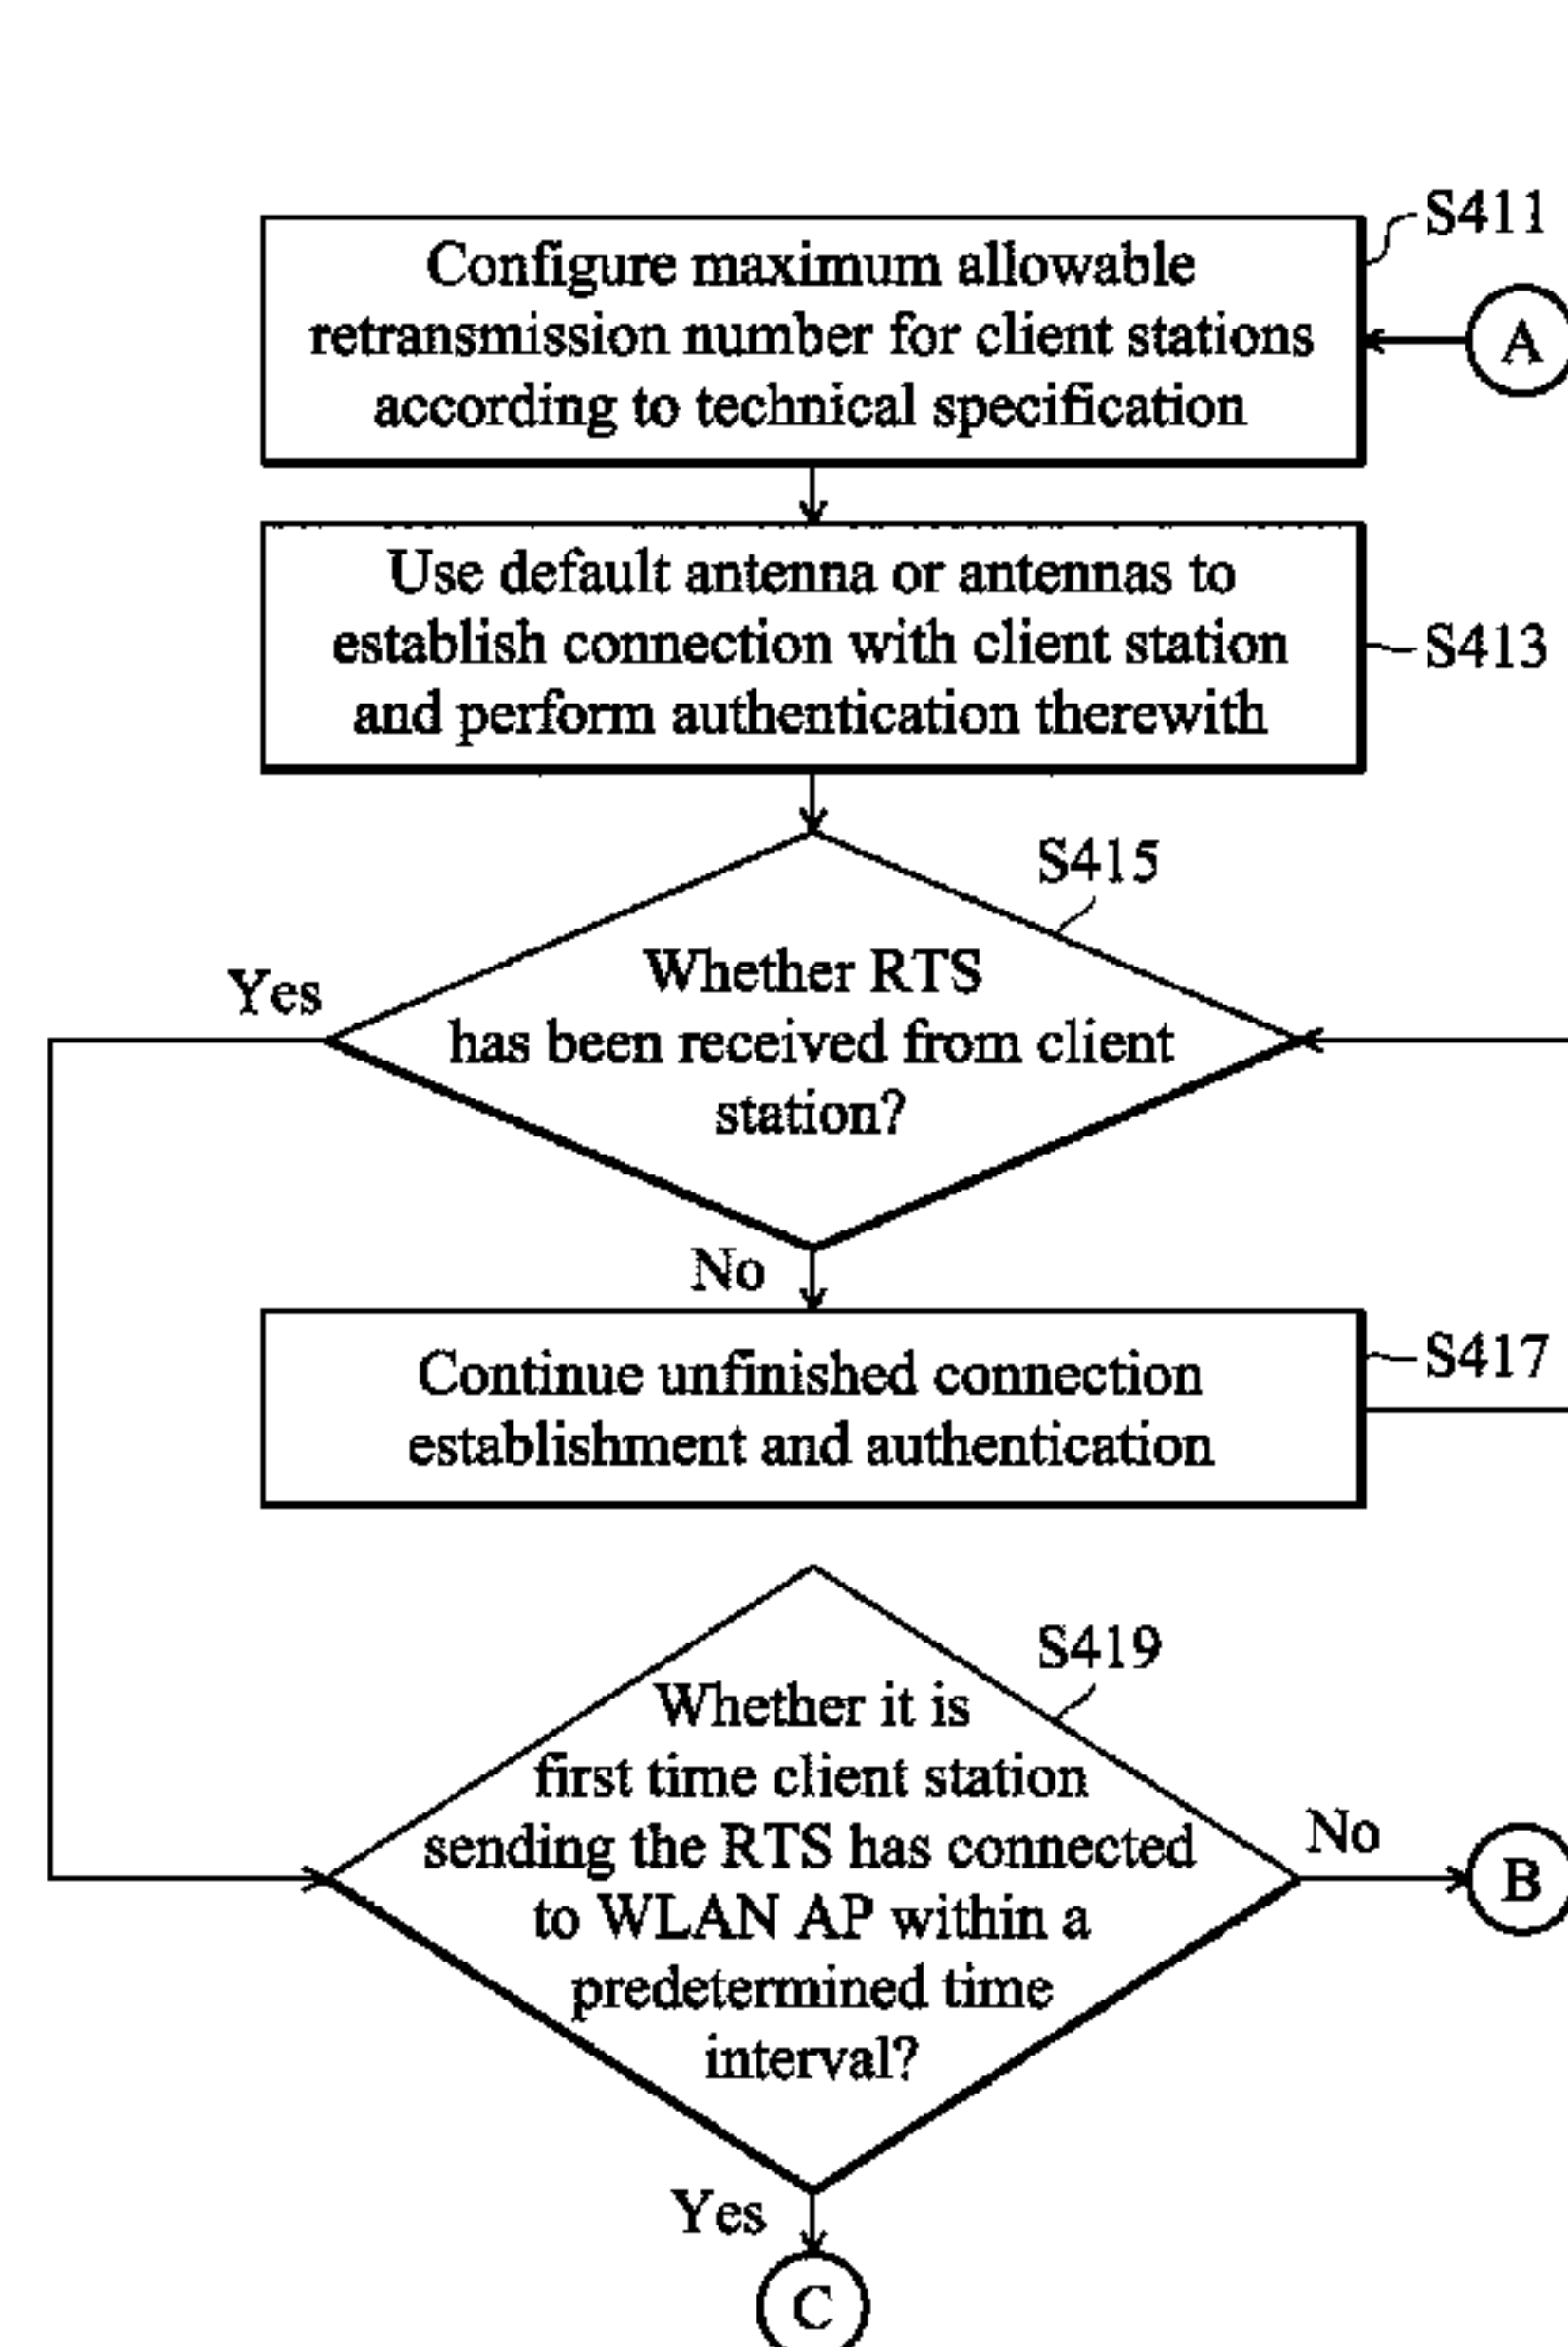 S411
Configure maximum allowable
retransmission number for client stations
according to technical specification
A
Use default antenna or antennas to
establish connection with client station
and perform authentication therewith
S413
S415
Yes
Whether RTS
has been received from client
station?
No
Continue unfinished connection
establishment and authentication
S417
S419
Whether it is
first time client station
sending the RTS has connected
to WLAN AP within a
predetermined time
interval?
No
B
Yes
C